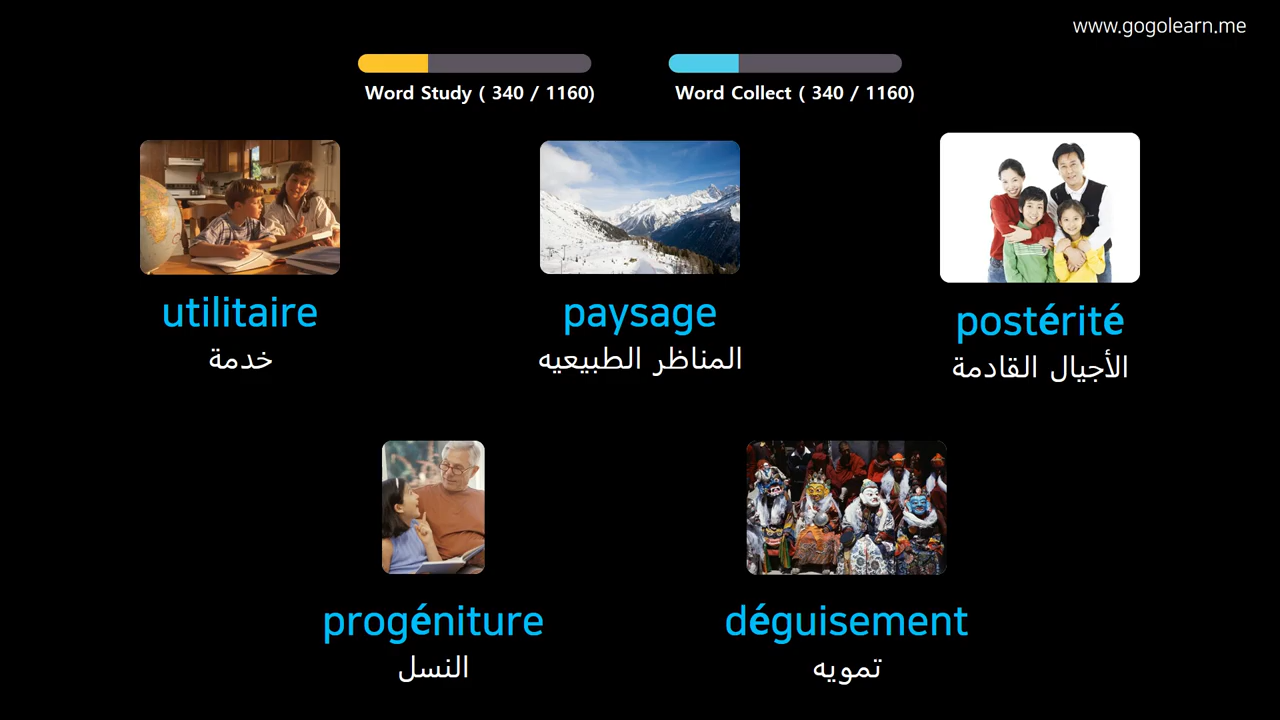 www.gogolearn.me
Word Study ( 340 / 1160)
Word Collect ( 340 / 1160)
utilitaire
خدمة
paysage
المناظر الطبيعيه
postérité
الأجيال القادمة
progéniture
النسل
déguisement
تمويه